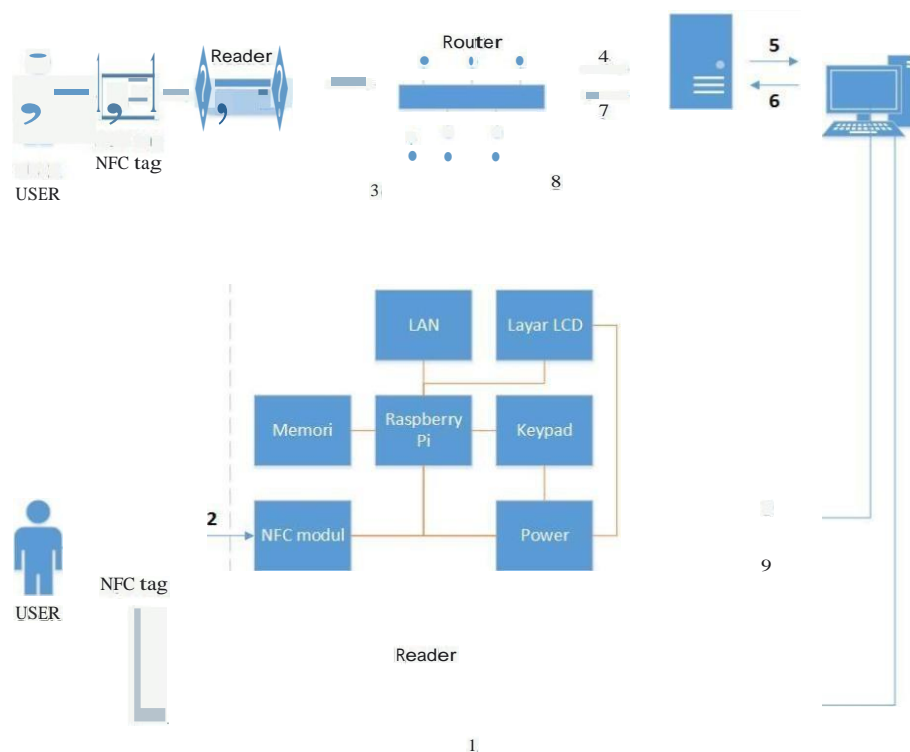 Reader
Router
4
5
6
7
NFC tag
USER
3
8
LAN
Layar LCD
Memori
Raspberry
Pi
Keypad
2
NFC modul
Power
9
NFC tag
USER
Reader
1